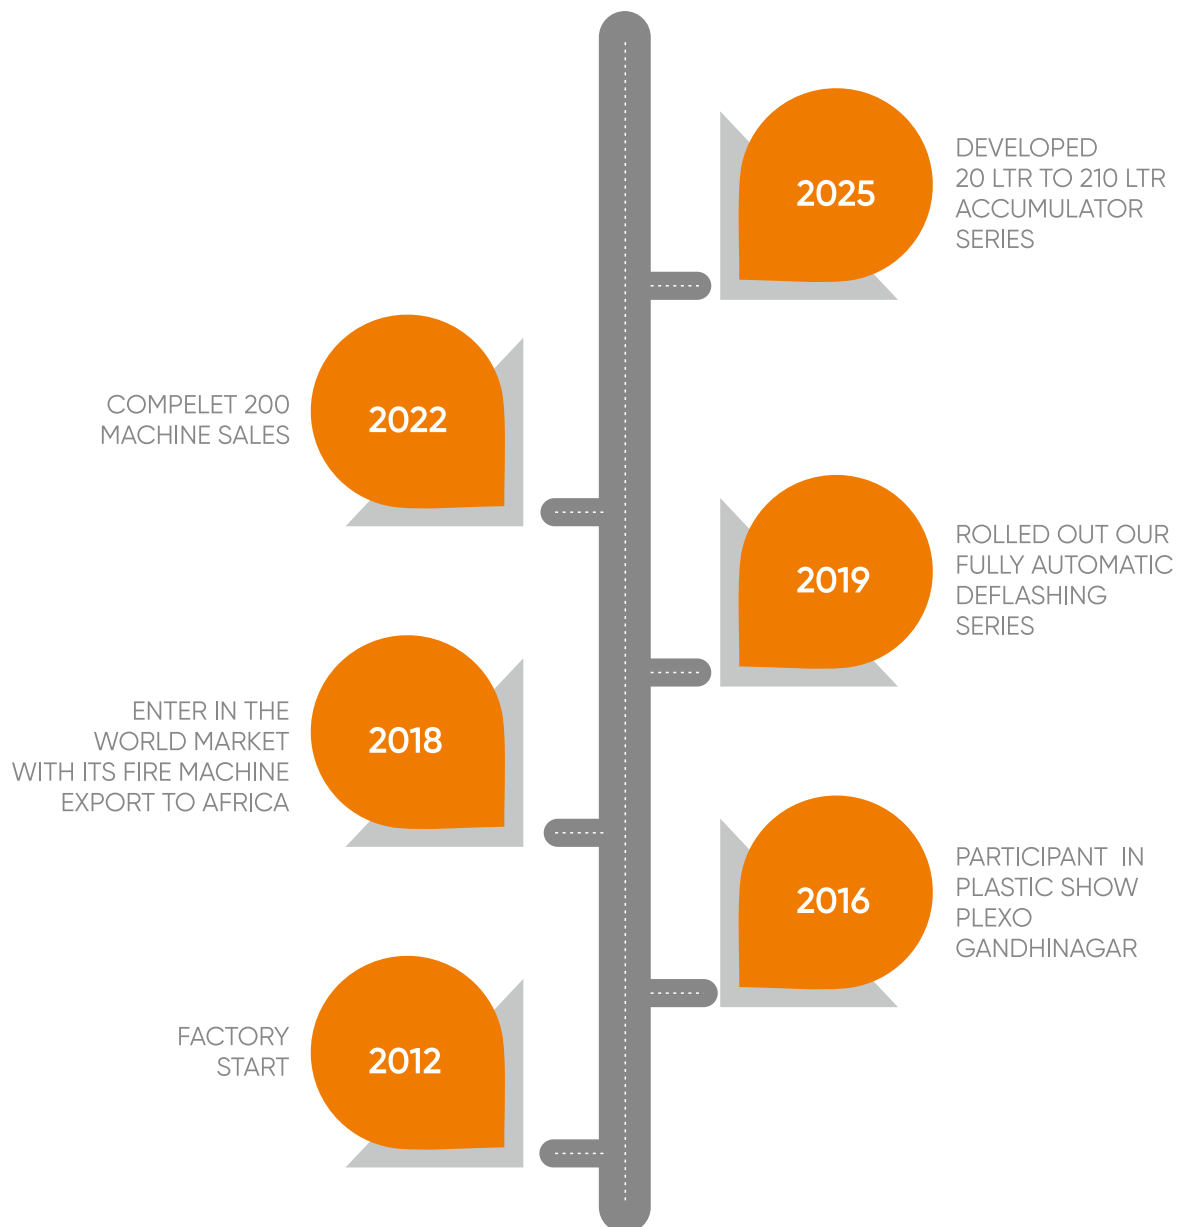 2025
DEVELOPED
20 LTR TO 210 LTR
ACCUMULATOR
SERIES
COMPELET 200
MACHINE SALES
2022
2019
ROLLED OUT OUR
FULLY AUTOMATIC
DEFLASHING
SERIES
ENTER IN THE
WORLD MARKET
WITH ITS FIRE MACHINE
EXPORT TO AFRICA
2018
2016
PARTICIPANT IN
PLASTIC SHOW
PLEXO
GANDHINAGAR
FACTORY
START
2012